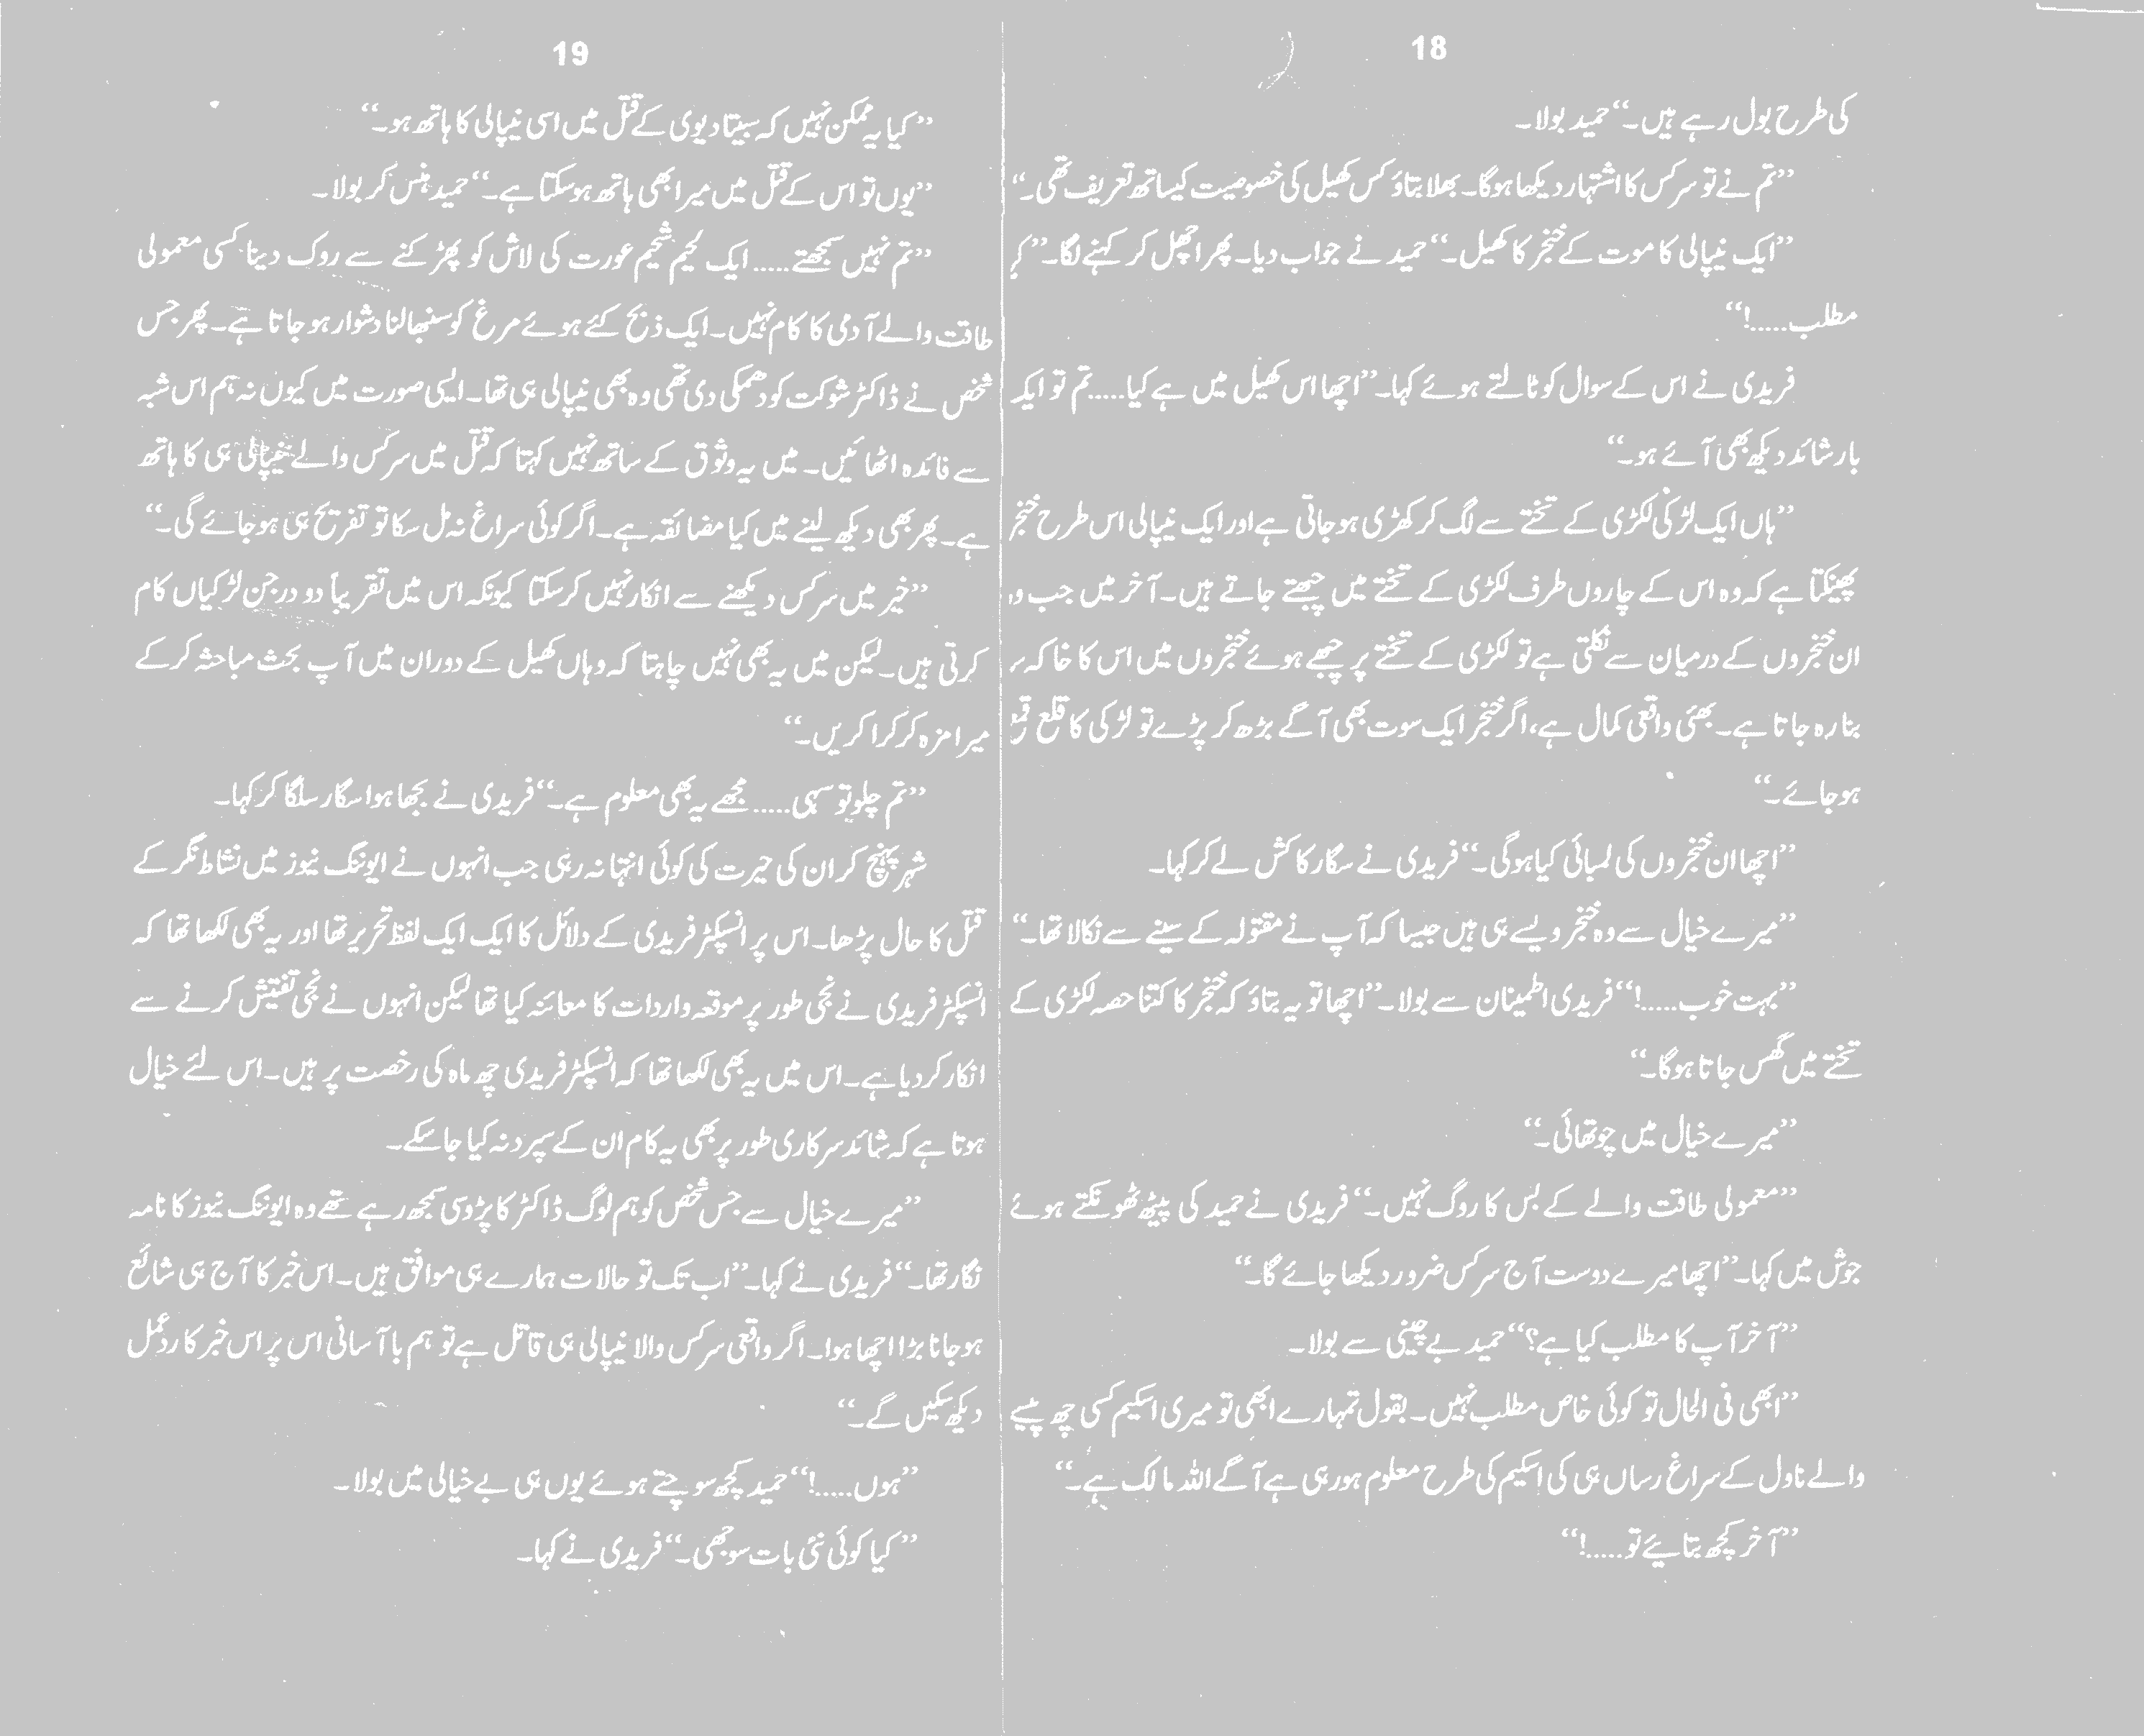 18
کی طرح بول رہے ہیں۔“ حمید بولا۔
”تم نے تو سرکس کا اشتہار دیکھا ہوگا۔ بھلا بتاؤ کس کھیل کی خصوصیت کیساتھ تعریف تھی۔“
”ایک نیپالی کا موت کے خنجر کا کھیل۔“ حمید نے جواب دیا۔ پھر اچھل کر کہنے لگا۔ ”کہ
مطلب.....!“
فریدی نے اس کے سوال کو ٹالتے ہوئے کہا۔ ”اچھا اس کھیل میں ہے کیا..... تم تو ایک
بار شائد دیکھ بھی آئے ہو۔“
”ہاں ایک لڑکی لکڑی کے تختے سے لگ کر کھڑی ہو جاتی ہے اور ایک نیپالی اس طرح خنجر
پھینکتا ہے کہ وہ اس کے چاروں طرف لکڑی کے تختے میں چبھتے جاتے ہیں۔ آخر میں جب وہ
ان خنجروں کے درمیان سے نکلتی ہے تو لکڑی کے تختے پر چبھے ہوئے خنجروں میں اس کا خاکہ سر
بنا رہ جاتا ہے۔ بھئی واقعی کمال ہے، اگر خنجر ایک سوت بھی آگے بڑھ کر پڑے تو لڑکی کا قلع قمع
ہو جائے۔“
”اچھا ان خنجروں کی لمبائی کیا ہوگی۔“ فریدی نے سگار کا کش لے کر کہا۔
”میرے خیال سے وہ خنجر ویسے ہی ہیں جیسا کہ آپ نے مقتولہ کے سینے سے نکالا تھا۔“
”بہت خوب.....!“ فریدی اطمینان سے بولا۔ ”اچھا تو یہ بتاؤ کہ خنجر کا کتنا حصہ لکڑی کے
تختے میں گھس جاتا ہوگا۔“
”میرے خیال میں چوتھائی۔“
”معمولی طاقت والے کے بس کا روگ نہیں۔“ فریدی نے حمید کی پیٹھ ٹھونکتے ہوئے
جوش میں کہا۔ ”اچھا میرے دوست آج سرکس ضرور دیکھا جائے گا۔“
”آخر آپ کا مطلب کیا ہے؟“ حمید بے چینی سے بولا۔
”ابھی فی الحال تو کوئی خاص مطلب نہیں۔ بقول تمہارے ابھی تو میری اسکیم کسی چھ پیسے
والے ناول کے سراغ رساں ہی کی اسکیم کی طرح معلوم ہورہی ہے آگے اللہ مالک ہے۔“
”آخر کچھ بتایئے تو.....!“
19
”کیا یہ ممکن نہیں کہ سیتا دیوی کے قتل میں اسی نیپالی کا ہاتھ ہو۔“
”یوں تو اس کے قتل میں میرا بھی ہاتھ ہوسکتا ہے۔“ حمید ہنس کر بولا۔
”تم نہیں سمجھتے..... ایک لحیم شحیم عورت کی لاش کو پھڑکنے سے روک دینا کسی معمولی
طاقت والے آدمی کا کام نہیں۔ ایک ذبح کئے ہوئے مرغ کو سنبھالنا دشوار ہو جاتا ہے۔ پھر جس
شخص نے ڈاکٹر شوکت کو دھمکی دی تھی وہ بھی نیپالی ہی تھا۔ ایسی صورت میں کیوں نہ ہم اس شبہ
سے فائدہ اٹھائیں۔ میں یہ وثوق کے ساتھ نہیں کہتا کہ قتل میں سرکس والے نیپالی ہی کا ہاتھ
ہے۔ پھر بھی دیکھ لینے میں کیا مضائقہ ہے۔ اگر کوئی سراغ نہ مل سکا تو تفریح ہی ہو جائے گی۔“
”خیر میں سرکس دیکھنے سے انکار نہیں کرسکتا کیونکہ اس میں تقریباً دو درجن لڑکیاں کام
کرتی ہیں۔ لیکن میں یہ بھی نہیں چاہتا کہ وہاں کھیل کے دوران میں آپ بحث مباحثہ کرکے
میرا مزہ کرکرا کریں۔“
”تم چلو تو سہی..... مجھے یہ بھی معلوم ہے۔“ فریدی نے بجھا ہوا سگار سلگا کر کہا۔
شہر پہنچ کر ان کی حیرت کی کوئی انتہا نہ رہی جب انہوں نے ایوننگ نیوز میں نشاط نگر کے
قتل کا حال پڑھا۔ اس پر انسپکٹر فریدی کے دلائل کا ایک ایک لفظ تحریر تھا اور یہ بھی لکھا تھا کہ
انسپکٹر فریدی نے نجی طور پر موقعہ واردات کا معائنہ کیا تھا لیکن انہوں نے نجی تفتیش کرنے سے
انکار کردیا ہے۔ اس میں یہ بھی لکھا تھا کہ انسپکٹر فریدی چھ ماہ کی رخصت پر ہیں۔ اس لئے خیال
ہوتا ہے کہ شائد سرکاری طور پر بھی یہ کام ان کے سپرد نہ کیا جاسکے۔
”میرے خیال سے جس شخص کو ہم لوگ ڈاکٹر کا پڑوسی سمجھ رہے تھے وہ ایوننگ نیوز کا نامہ
نگار تھا۔“ فریدی نے کہا۔ ”اب تک تو حالات ہمارے ہی موافق ہیں۔ اس خبر کا آج ہی شائع
ہو جانا بڑا اچھا ہوا۔ اگر واقعی سرکس والا نیپالی ہی قاتل ہے تو ہم باآسانی اس پر اس خبر کا ردعمل
دیکھ سکیں گے۔“
”ہوں.....!“ حمید کچھ سوچتے ہوئے یوں ہی بے خیالی میں بولا۔
”کیا کوئی نئی بات سوجھی۔“ فریدی نے کہا۔